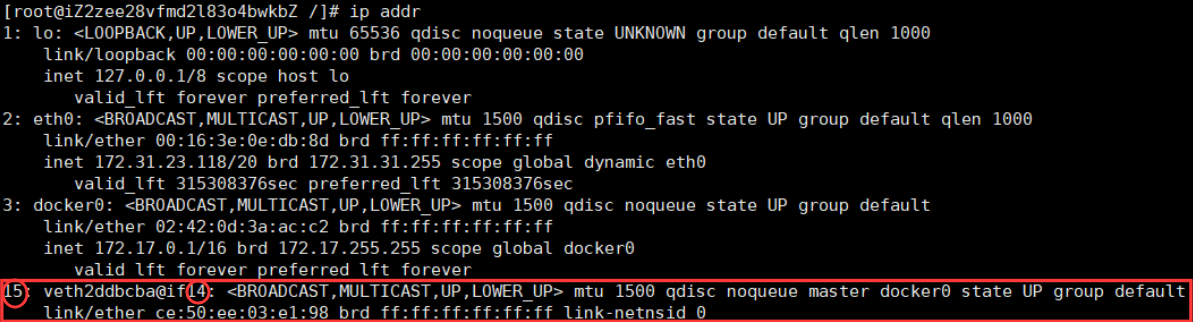 [root@iZ2zee28vfmd2l83o4bwkbZ /]# ip addr
1: lo: <LOOPBACK,UP,LOWER_UP> mtu 65536 qdisc noqueue state UNKNOWN group default qlen 1000
link/loopback 00:00:00:00:00:00 brd 00:00:00:00:00:00
inet 127.0.0.1/8 scope host lo
valid_lft forever preferred_lft forever
2: eth0: <BROADCAST,MULTICAST,UP,LOWER_UP> mtu 1500 qdisc pfifo_fast state UP group default qlen 1000
link/ether 00:16:3e:0e:db:8d brd ff:ff:ff:ff:ff:ff
inet 172.31.23.118/20 brd 172.31.31.255 scope global dynamic eth0
valid_lft 315308376sec preferred_lft 315308376sec
3: docker0: <BROADCAST,MULTICAST,UP,LOWER_UP> mtu 1500 qdisc noqueue state UP group default
link/ether 02:42:0d:3a:ac:c2 brd ff:ff:ff:ff:ff:ff
inet 172.17.0.1/16 brd 172.17.255.255 scope global docker0
valid_lft forever preferred_lft forever
15: veth2ddbcba@if14: <BROADCAST,MULTICAST,UP,LOWER_UP> mtu 1500 qdisc noqueue master docker0 state UP group default
link/ether ce:50:ee:03:e1:98 brd ff:ff:ff:ff:ff:ff link-netnsid 0